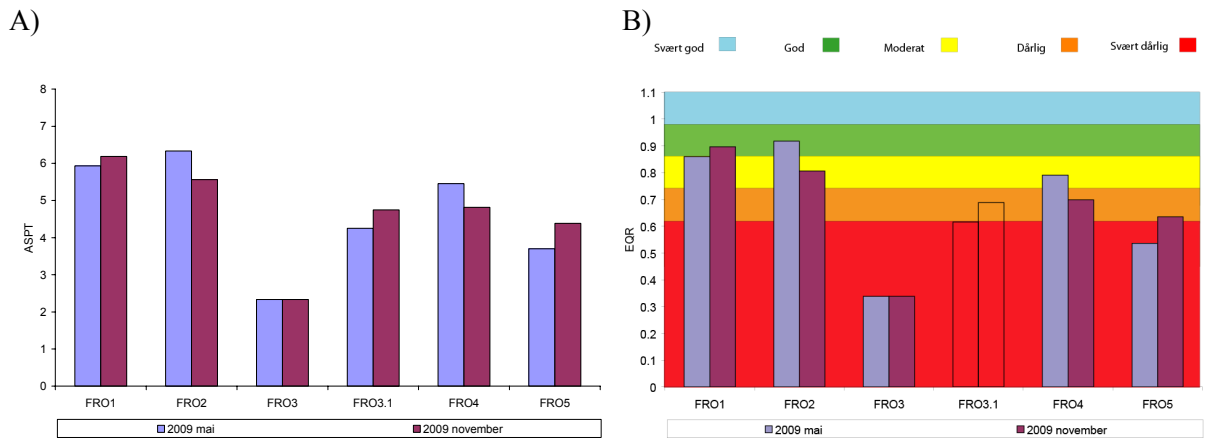 A)
8
7
6
5
4
3
2
1
0
ASPT
FRO1 FRO2 FRO3 FRO3.1 FRO4 FRO5
2009 mai 2009 november
B)
Svært god God Moderat Dårlig Svært dårlig
1.1
1
0.9
0.8
0.7
0.6
0.5
0.4
0.3
0.2
0.1
0
EQR
FRO1 FRO2 FRO3 FRO3.1 FRO4 FRO5
2009 mai 2009 november